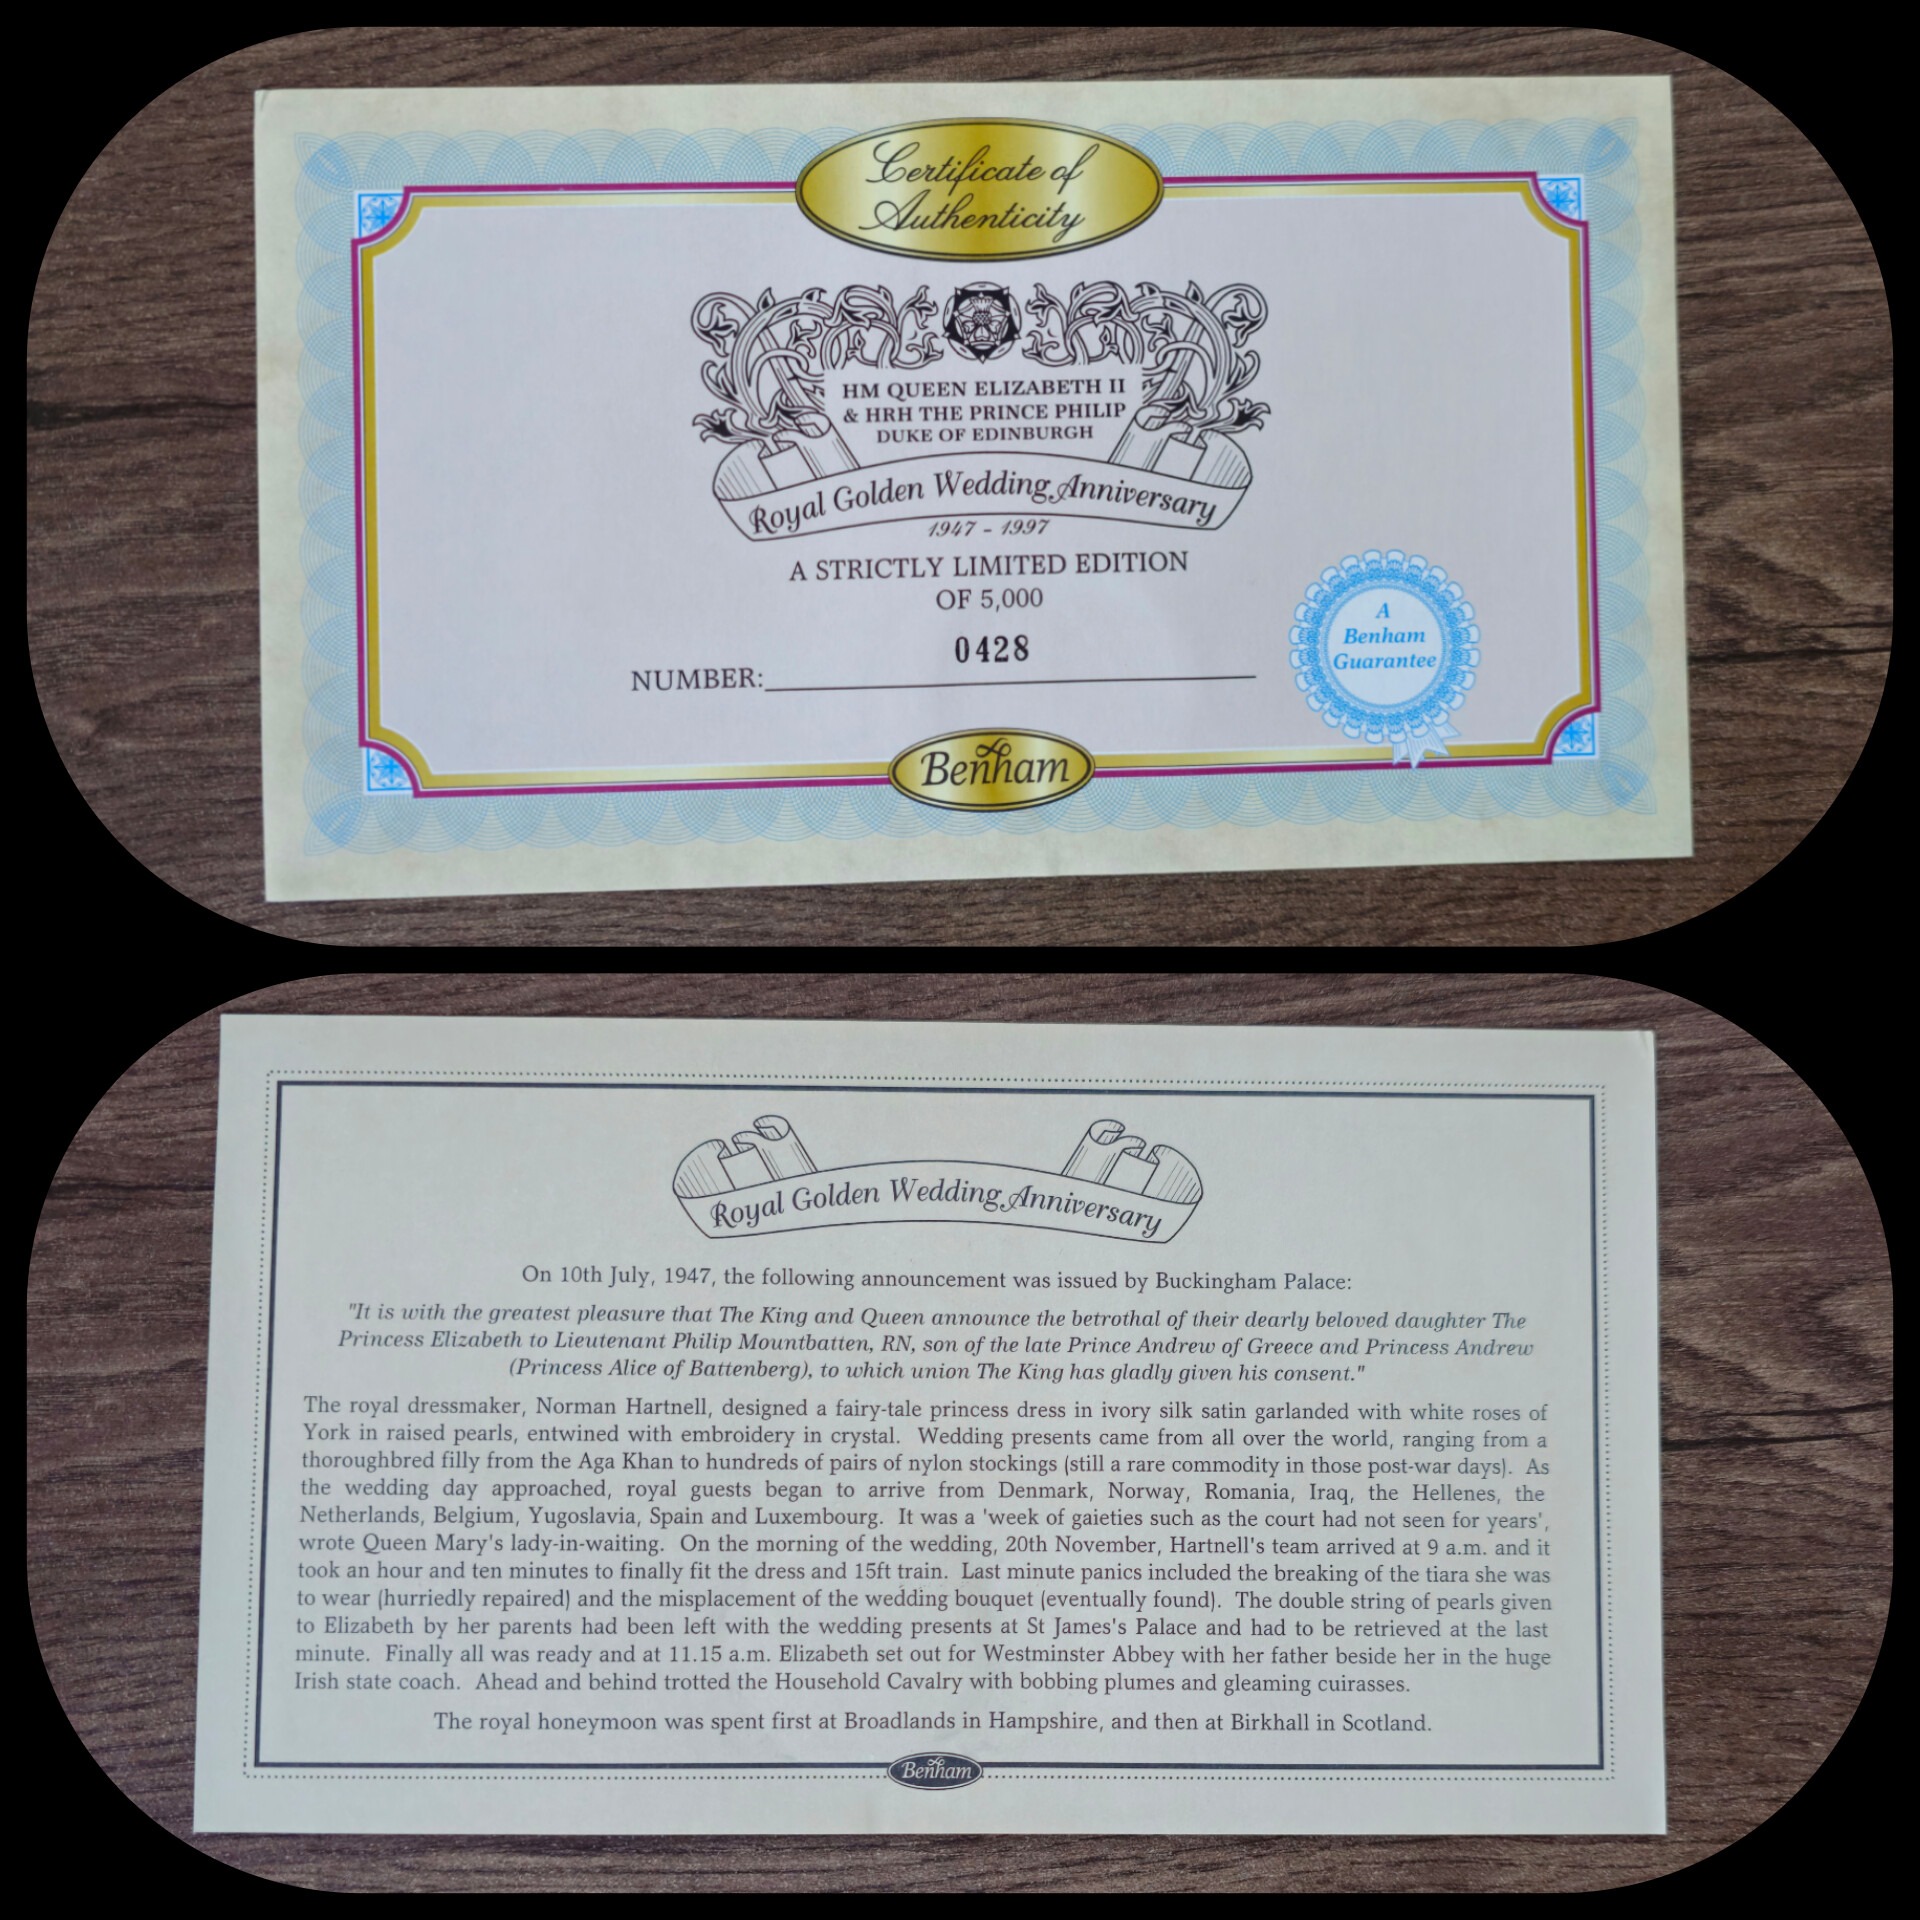 Certificate of
Authenticity
HM QUEEN ELIZABETH II
& HRH THE PRINCE PHILIP
DUKE OF EDINBURGH
Royal Golden Wedding Anniversary
1947 - 1997
A STRICTLY LIMITED EDITION
OF 5,000
0428
NUMBER:
A
Benham
Guarantee
Benham
Royal Golden Wedding Anniversary
On 10th July, 1947, the following announcement was issued by Buckingham Palace:
"It is with the greatest pleasure that The King and Queen announce the betrothal of their dearly beloved daughter The
Princess Elizabeth to Lieutenant Philip Mountbatten, RN, son of the late Prince Andrew of Greece and Princess Andrew
(Princess Alice of Battenberg), to which union The King has gladly given his consent."
The royal dressmaker, Norman Hartnell, designed a fairy-tale princess dress in ivory silk satin garlanded with white roses of
York in raised pearls, entwined with embroidery in crystal. Wedding presents came from all over the world, ranging from a
thoroughbred filly from the Aga Khan to hundreds of pairs of nylon stockings (still a rare commodity in those post-war days). As
the wedding day approached, royal guests began to arrive from Denmark, Norway, Romania, Iraq, the Hellenes, the
Netherlands, Belgium, Yugoslavia, Spain and Luxembourg. It was a 'week of gaieties such as the court had not seen for years',
wrote Queen Mary's lady-in-waiting. On the morning of the wedding, 20th November, Hartnell's team arrived at 9 a.m. and it
took an hour and ten minutes to finally fit the dress and 15ft train. Last minute panics included the breaking of the tiara she was
to wear (hurriedly repaired) and the misplacement of the wedding bouquet (eventually found). The double string of pearls given
to Elizabeth by her parents had been left with the wedding presents at St James's Palace and had to be retrieved at the last
minute. Finally all was ready and at 11.15 a.m. Elizabeth set out for Westminster Abbey with her father beside her in the huge
Irish state coach. Ahead and behind trotted the Household Cavalry with bobbing plumes and gleaming cuirasses.
The royal honeymoon was spent first at Broadlands in Hampshire, and then at Birkhall in Scotland.
Benham